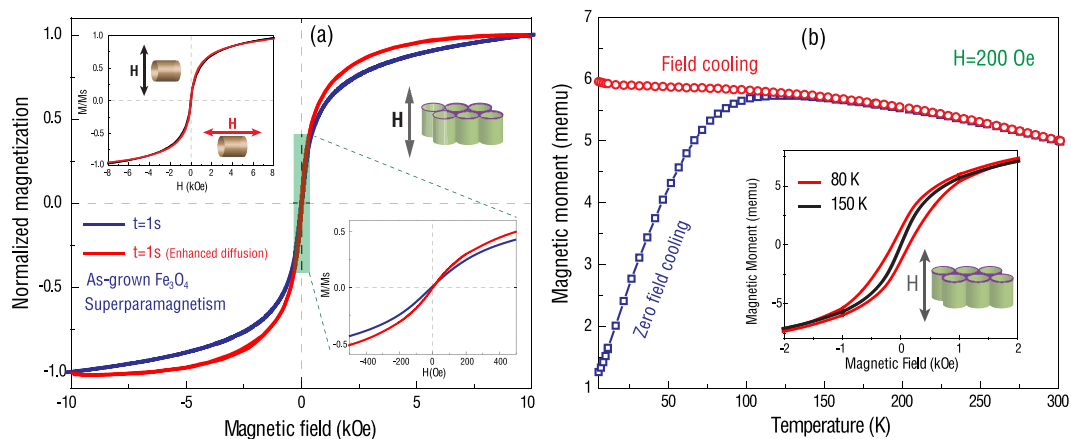 (a)
Normalized magnetization
1.0
0.5
0.0
-0.5
-1.0
-10
-5
0
5
10
Magnetic field (kOe)
t=1s
t=1s (Enhanced diffusion)
As-grown Fe₃O₄
Superparamagnetism
H
M/Ms
1.0
0.5
0.0
-0.5
-1.0
H
H
-8
-6
-4
-2
0
2
4
6
8
H (kOe)
M/Ms
0.5
0.0
-0.5
-400
-200
0
200
400
H(Oe)
(b)
Magnetic moment (memu)
7
6
5
4
3
2
1
0
50
100
150
200
250
300
Temperature (K)
Field cooling
H=200 Oe
Zero field cooling
Magnetic Moment (memu)
5
0
-5
80 K
150 K
H
-2
-1
0
1
2
Magnetic Field (kOe)